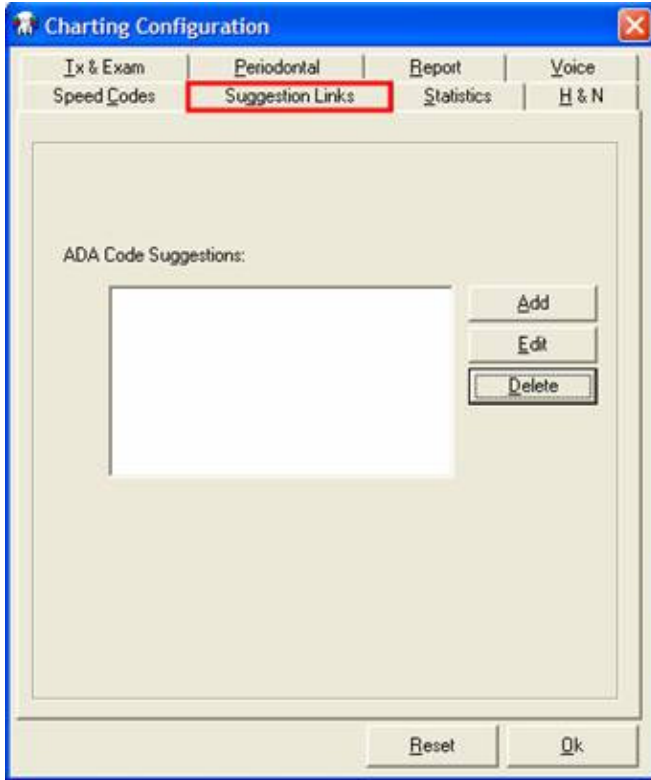 Charting Configuration
Tx & Exam Periodontal Report Voice
Speed Codes Suggestion Links Statistics H & N
ADA Code Suggestions:
Add
Edit
Delete
Reset Ok